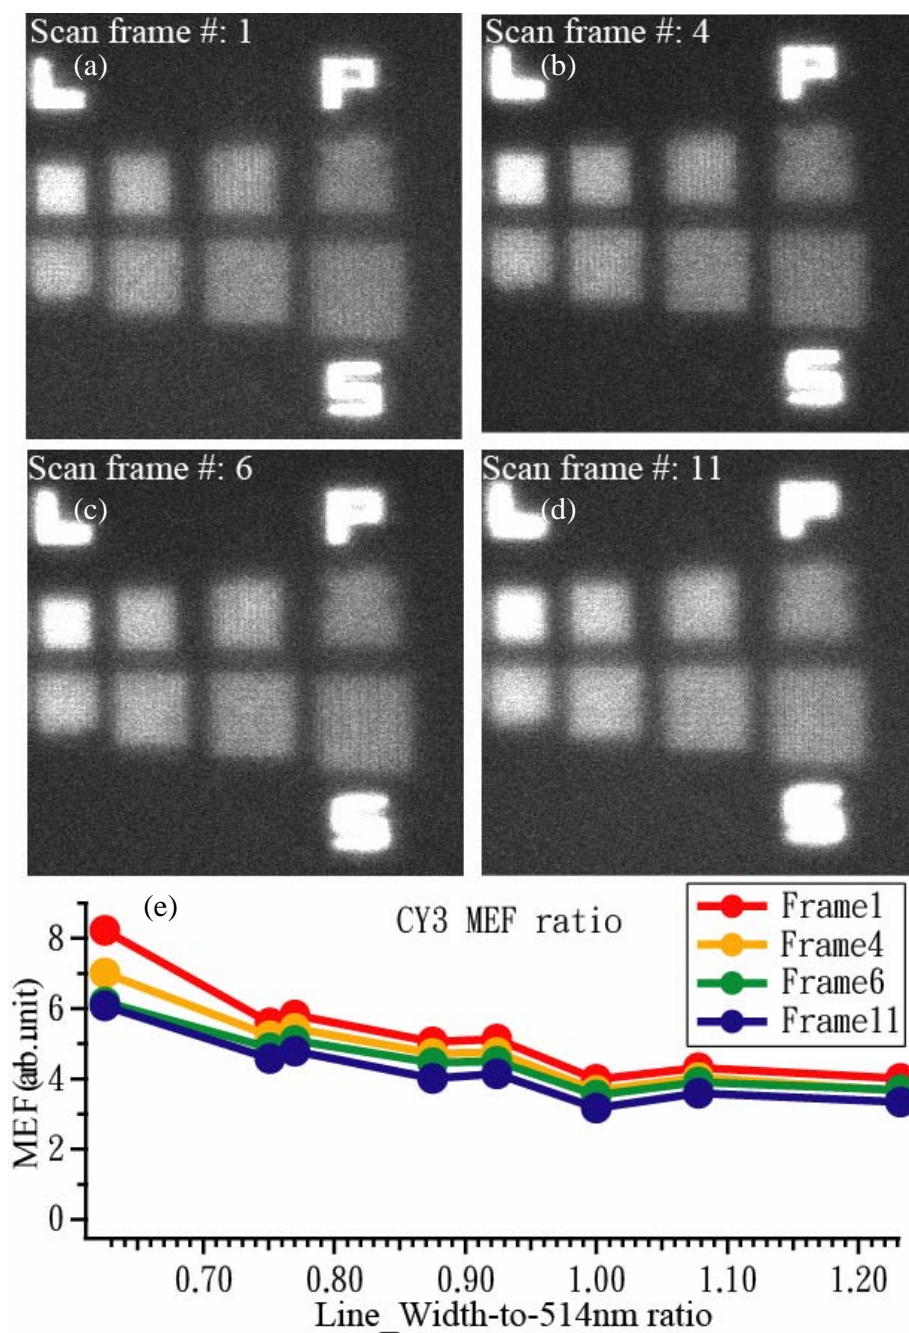 Scan frame #: 1
(a)
L P
S
Scan frame #: 4
(b)
L P
S
Scan frame #: 6
(c)
L P
S
Scan frame #: 11
(d)
L P
S
(e)
CY3 MEF ratio
Frame1
Frame4
Frame6
Frame11
MEF(ab.unit)
8
6
4
2
0
0.70 0.80 0.90 1.00 1.10 1.20
Line_Width-to-514nm ratio